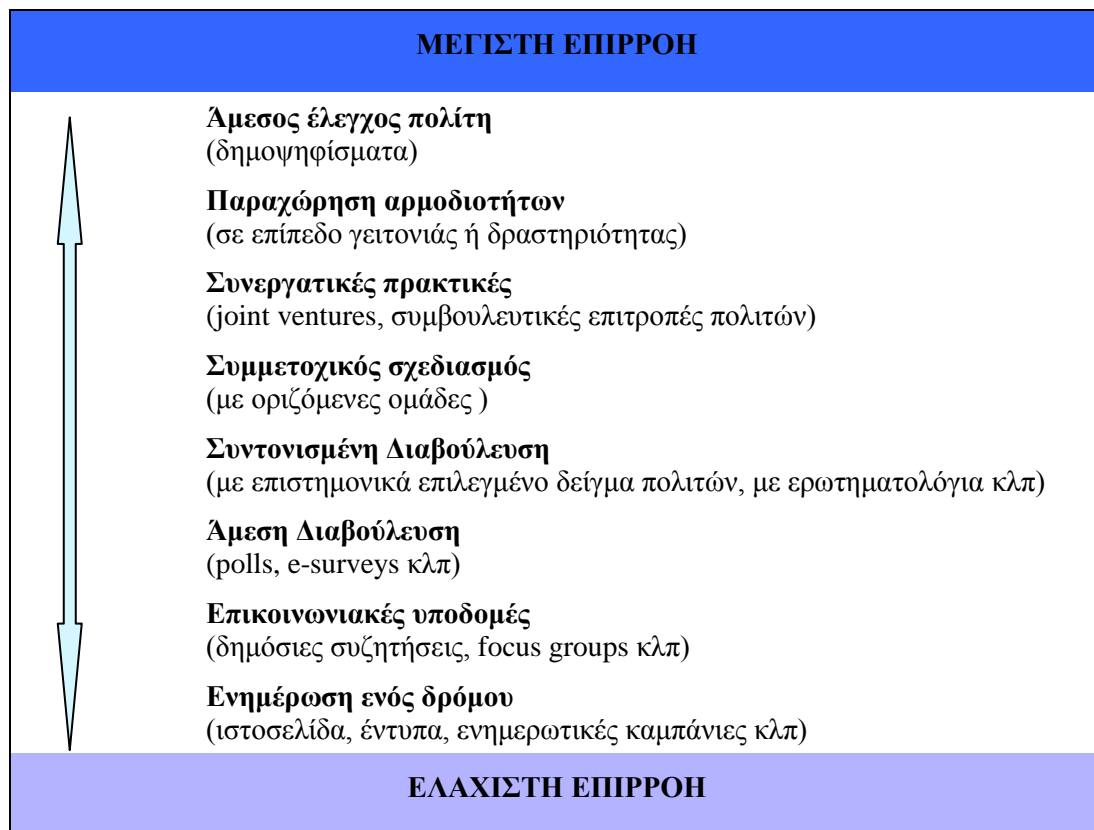 ΜΕΓΙΣΤΗ ΕΠΙΡΡΟΗ
Άμεσος έλεγχος πολίτη
(δημοψηφίσματα)
Παραχώρηση αρμοδιοτήτων
(σε επίπεδο γειτονιάς ή δραστηριότητας)
Συνεργατικές πρακτικές
(joint ventures, συμβουλευτικές επιτροπές πολιτών)
Συμμετοχικός σχεδιασμός
(με οριζόμενες ομάδες )
Συντονισμένη Διαβούλευση
(με επιστημονικά επιλεγμένο δείγμα πολιτών, με ερωτηματολόγια κλπ)
Άμεση Διαβούλευση
(polls, e-surveys κλπ)
Επικοινωνιακές υποδομές
(δημόσιες συζητήσεις, focus groups κλπ)
Ενημέρωση ενός δρόμου
(ιστοσελίδα, έντυπα, ενημερωτικές καμπάνιες κλπ)
ΕΛΑΧΙΣΤΗ ΕΠΙΡΡΟΗ